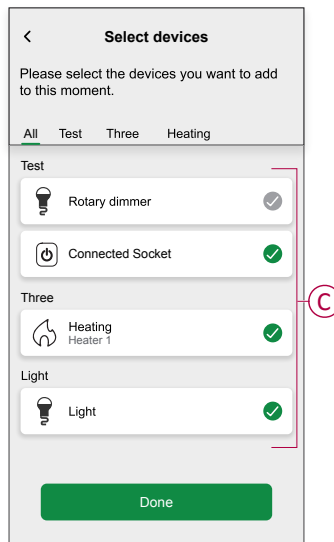 Select devices
Please select the devices you want to add
to this moment.
All Test Three Heating
Test
Rotary dimmer
Connected Socket
Three
Heating
Heater 1
Light
Light
C
Done